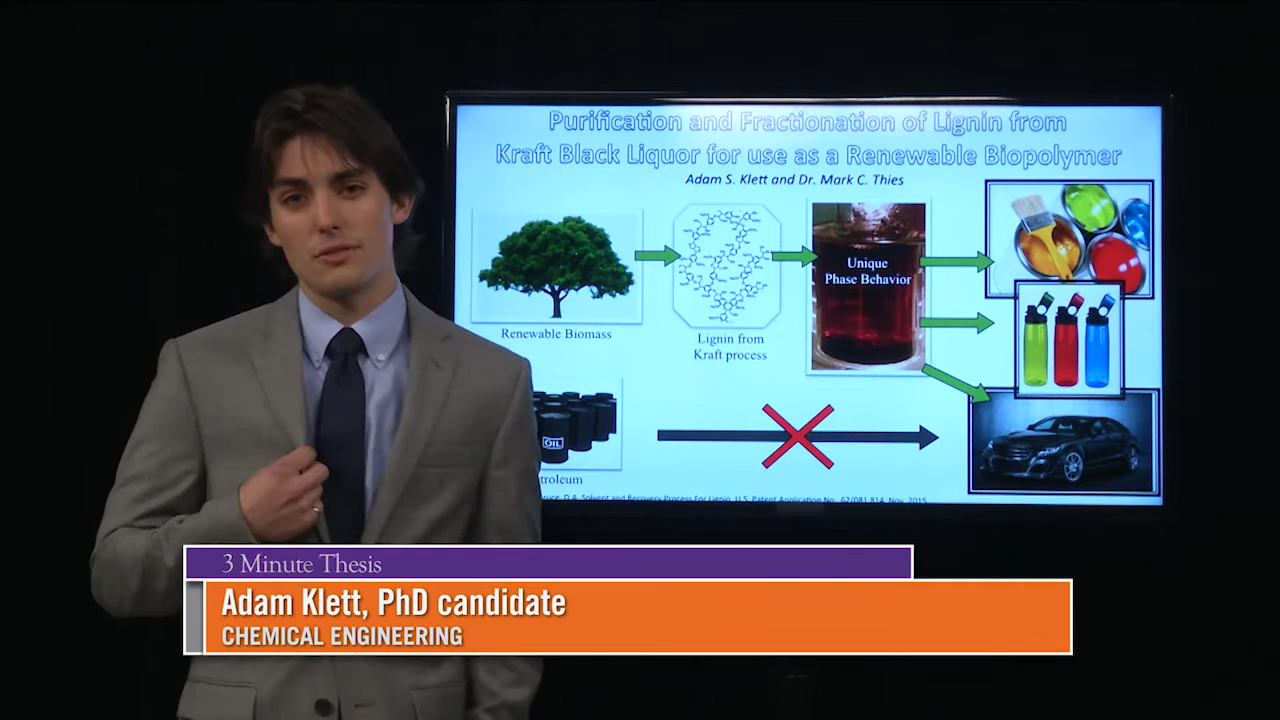 Purification and Fractionation of Lignin from
Kraft Black Liquor for use as a Renewable Biopolymer
Adam S. Klett and Dr. Mark C. Thies
Unique
Phase Behavior
Renewable Biomass
Lignin from
Kraft process
OIL
troleum
ruce, D.A. Solvent and Recovery Process For Lignin. U.S. Patent Application No. 62/081,814, Nov. 2015
3 Minute Thesis
Adam Klett, PhD candidate
CHEMICAL ENGINEERING